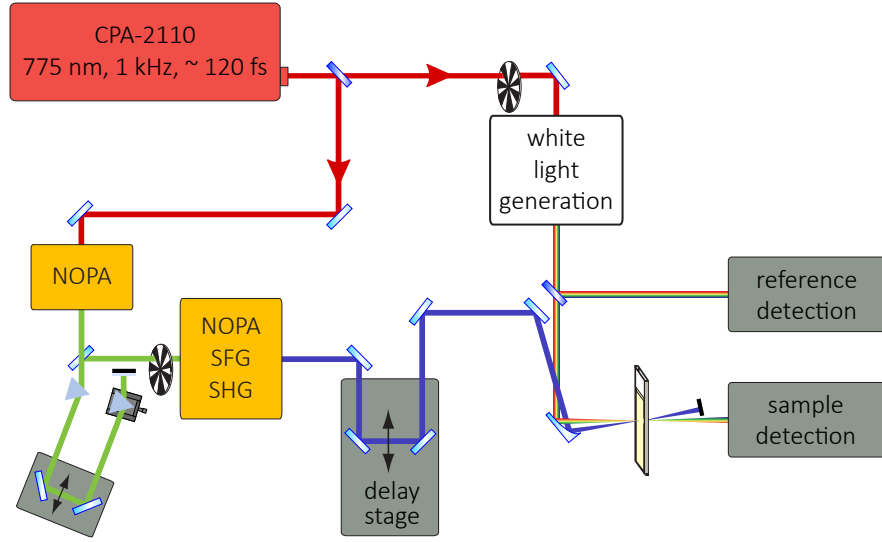 CPA-2110
775 nm, 1 kHz, ~ 120 fs
white
light
generation
NOPA
reference
detection
NOPA
SFG
SHG
sample
detection
delay
stage